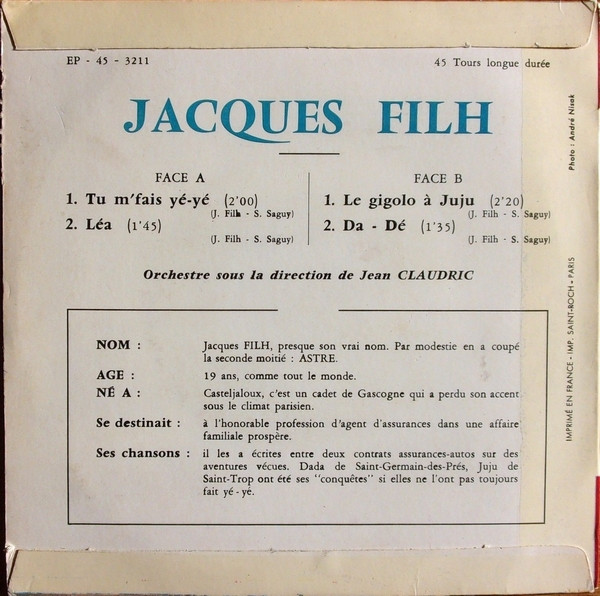 EP - 45 - 3211
45 Tours longue durée
JACQUES FILH
FACE A
1. Tu m'fais yé-yé (2'00)
(J. Filh - S. Saguy)
2. Léa (1'45)
(J. Filh - S. Saguy)
FACE B
1. Le gigolo à Juju (2'20)
(J. Filh - S. Saguy)
2. Da - Dé (1'35)
(J. Filh - S. Saguy)
Orchestre sous la direction de Jean CLAUDRIC
NOM : Jacques FILH, presque son vrai nom. Par modestie en a coupé
la seconde moitié : ASTRE.
AGE : 19 ans, comme tout le monde.
NÉ A : Casteljaloux, c'est un cadet de Gascogne qui a perdu son accent
sous le climat parisien.
Se destinait : à l'honorable profession d'agent d'assurances dans une affaire
familiale prospère.
Ses chansons : il les a écrites entre deux contrats assurances-autos sur des
aventures vécues. Dada de Saint-Germain-des-Prés, Juju de
Saint-Trop ont été ses "conquêtes" si elles ne l'ont pas toujours
fait yé-yé.
Photo : André Nisak
IMPRIMÉ EN FRANCE - IMP. SAINT-ROCH - PARIS